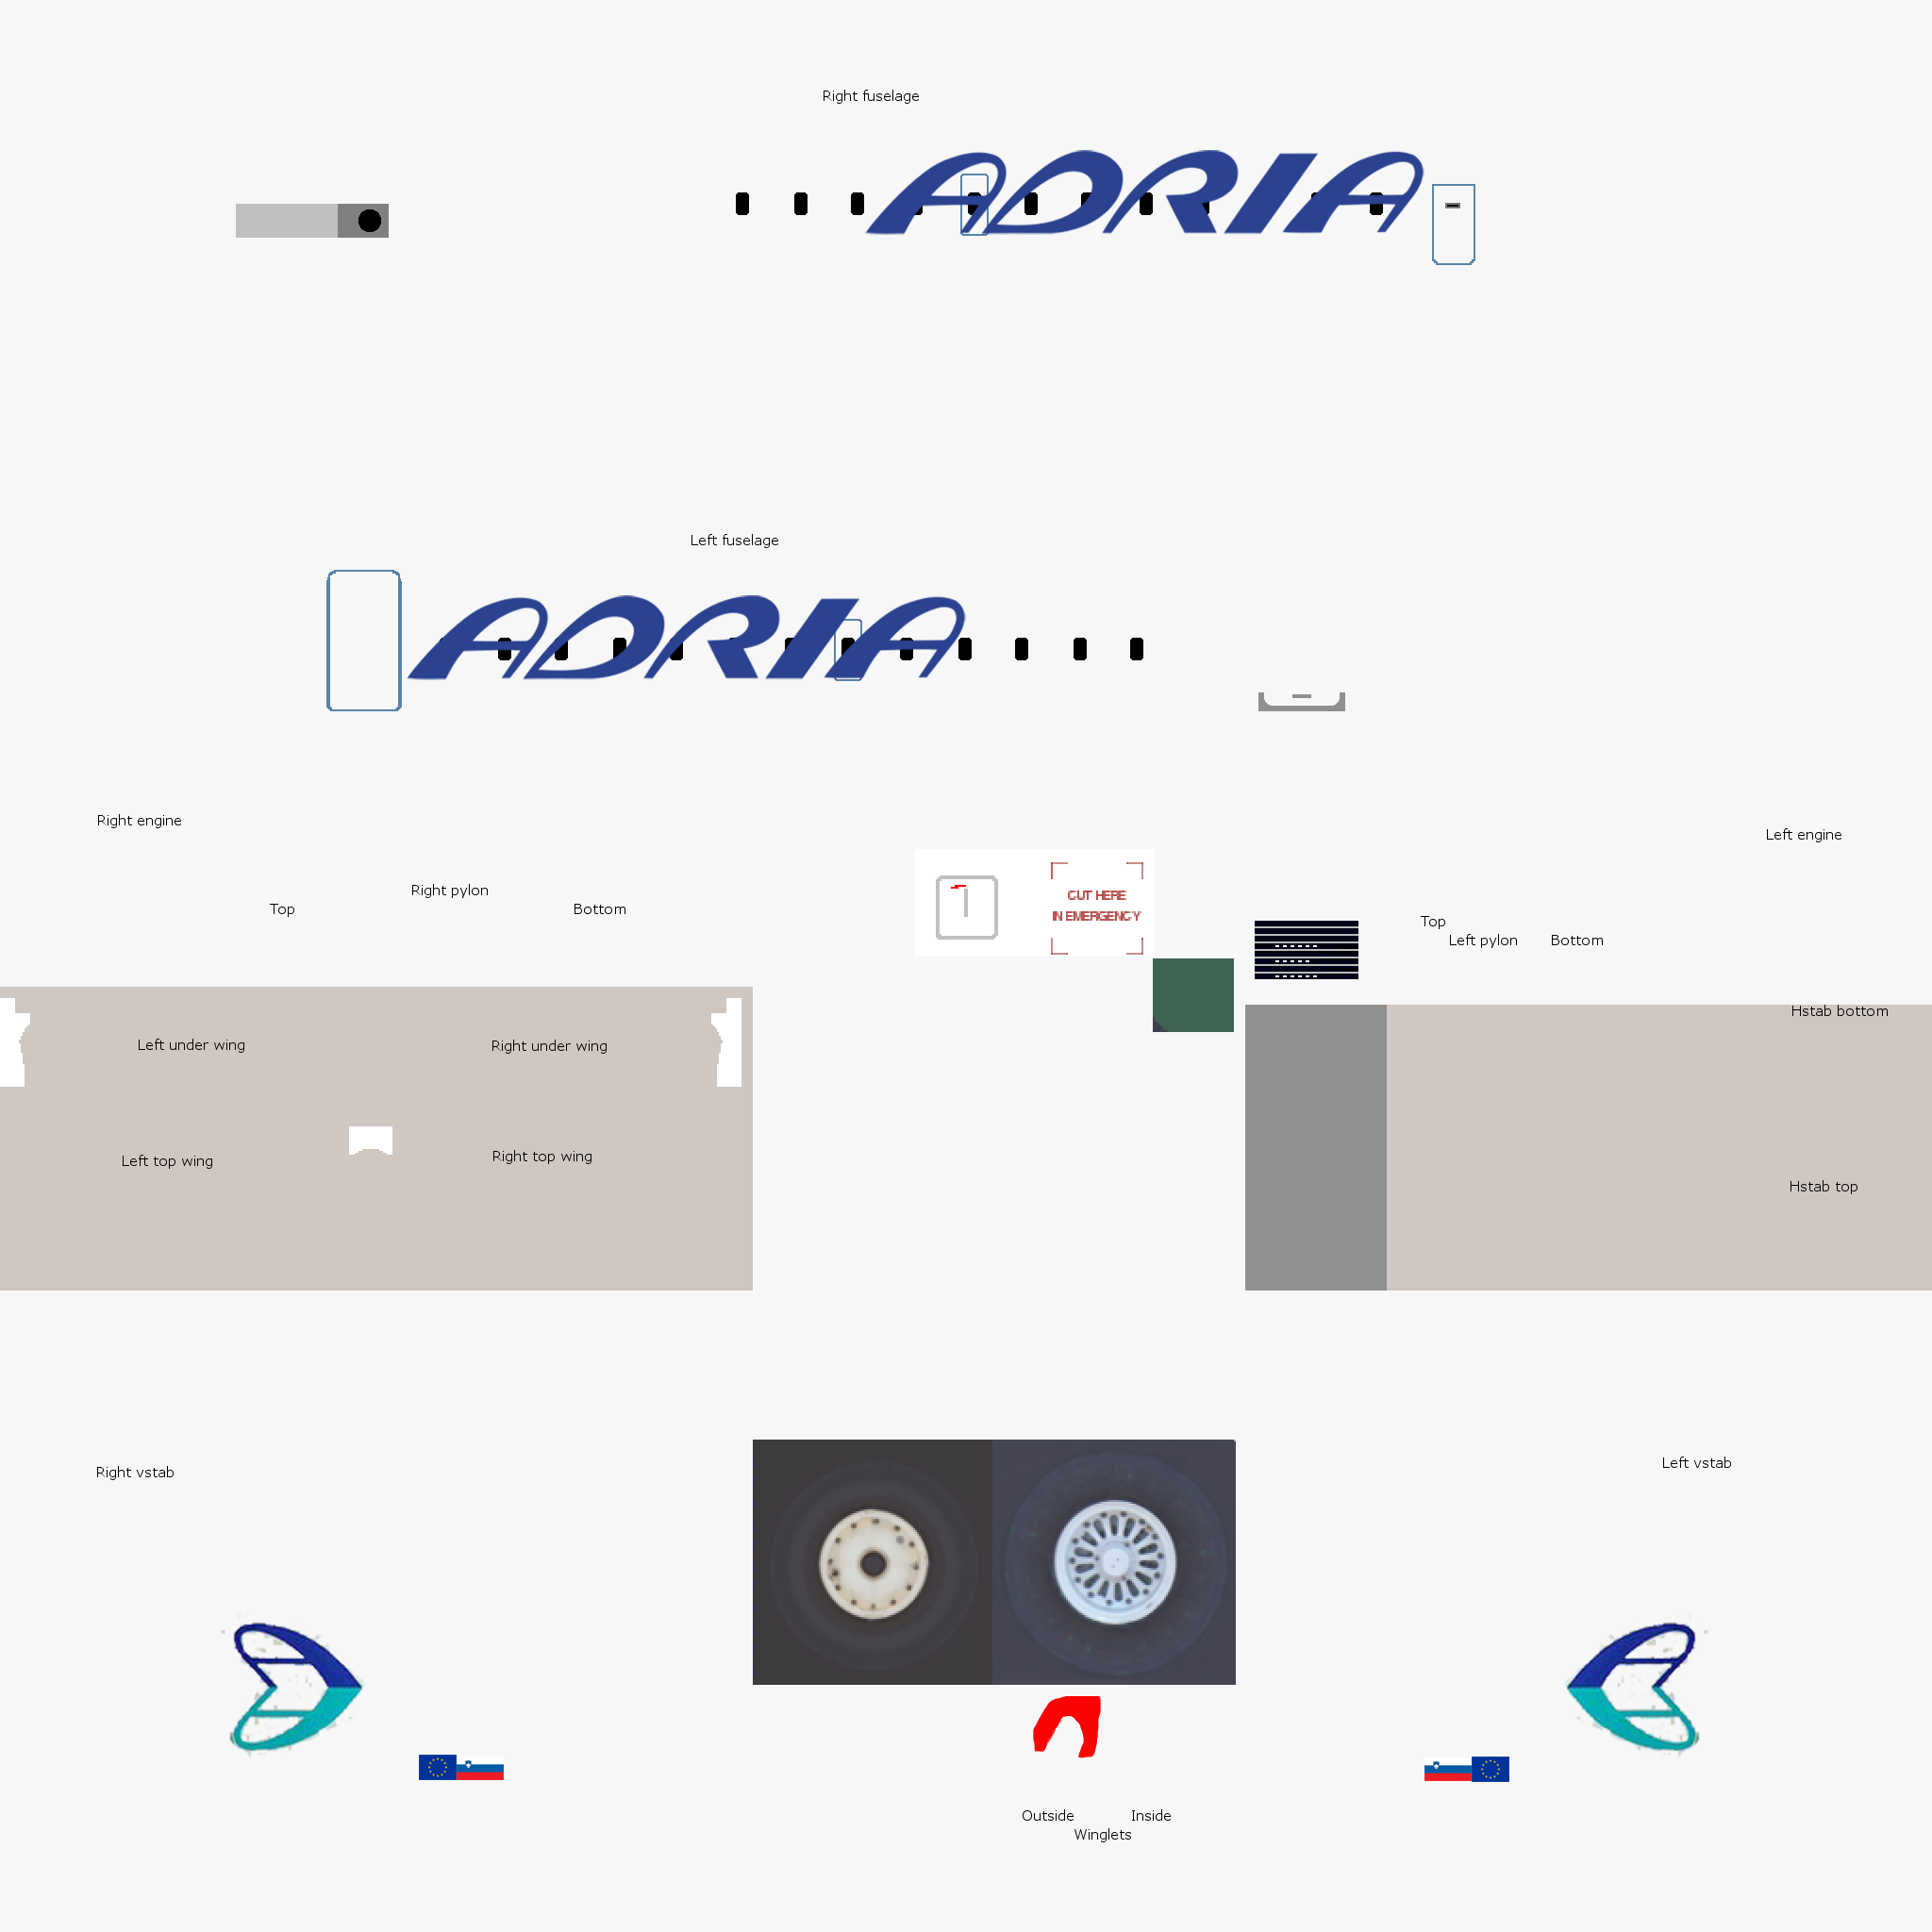 Right fuselage
ADRIA
Left fuselage
ADRIA
Right engine
Left engine
Right pylon
Top
Bottom
CUT HERE
IN EMERGENCY
Top
Left pylon
Bottom
Hstab bottom
Left under wing
Right under wing
Left top wing
Right top wing
Hstab top
Right vstab
Left vstab
Outside
Inside
Winglets